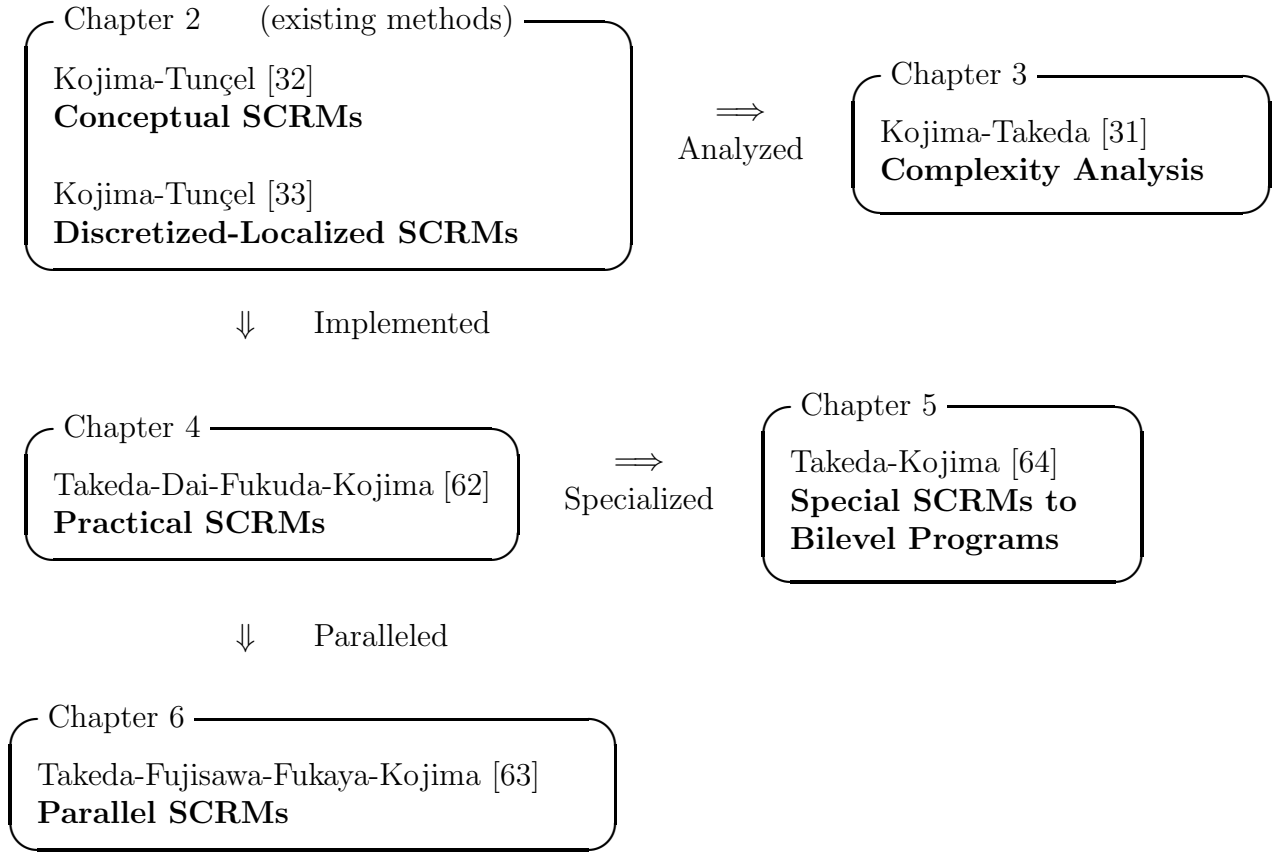 Chapter 2 (existing methods)
Kojima-Tunçel [32]
Conceptual SCRMs
Kojima-Tunçel [33]
Discretized-Localized SCRMs
⟹
Analyzed
Chapter 3
Kojima-Takeda [31]
Complexity Analysis
⇓ Implemented
Chapter 4
Takeda-Dai-Fukuda-Kojima [62]
Practical SCRMs
⟹
Specialized
Chapter 5
Takeda-Kojima [64]
Special SCRMs to
Bilevel Programs
⇓ Paralleled
Chapter 6
Takeda-Fujisawa-Fukaya-Kojima [63]
Parallel SCRMs